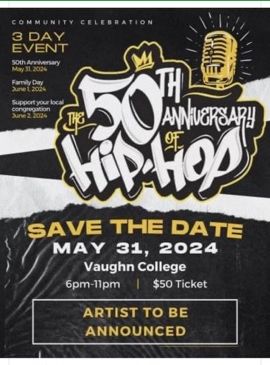 COMMUNITY CELEBRATION
3 DAY
EVENT
50th Anniversary
May 31, 2024
Family Day
June 1, 2024
Support your local
congregation
June 2, 2024
THE 50TH
ANNIVERSARY
OF
HIP-HOP
SAVE THE DATE
MAY 31, 2024
Vaughn College
6pm-11pm | $50 Ticket
ARTIST TO BE
ANNOUNCED